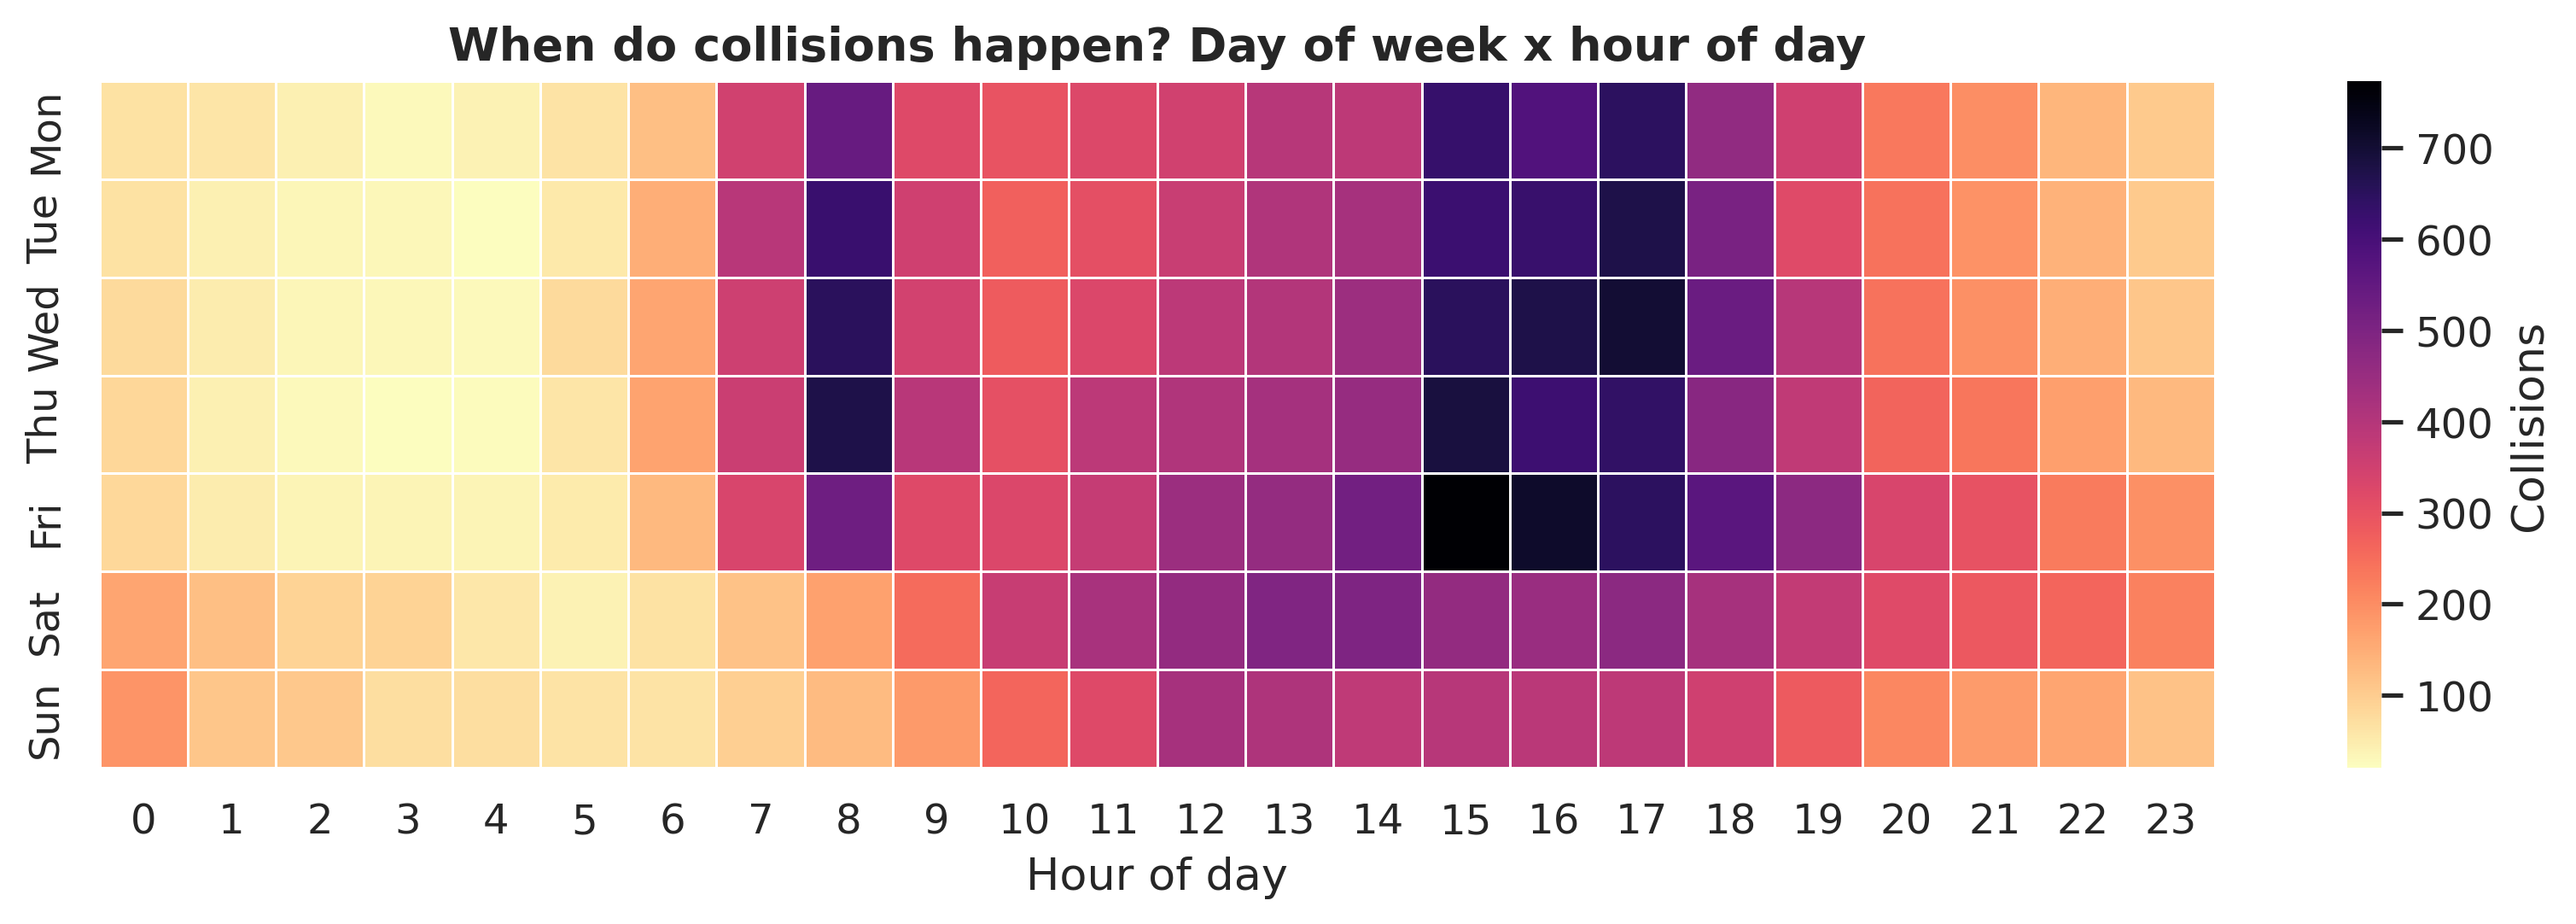 When do collisions happen? Day of week x hour of day
Mon
Tue
Wed
Thu
Fri
Sat
Sun
0 1 2 3 4 5 6 7 8 9 10 11 12 13 14 15 16 17 18 19 20 21 22 23
Hour of day
700
600
500
400
300
200
100
Collisions